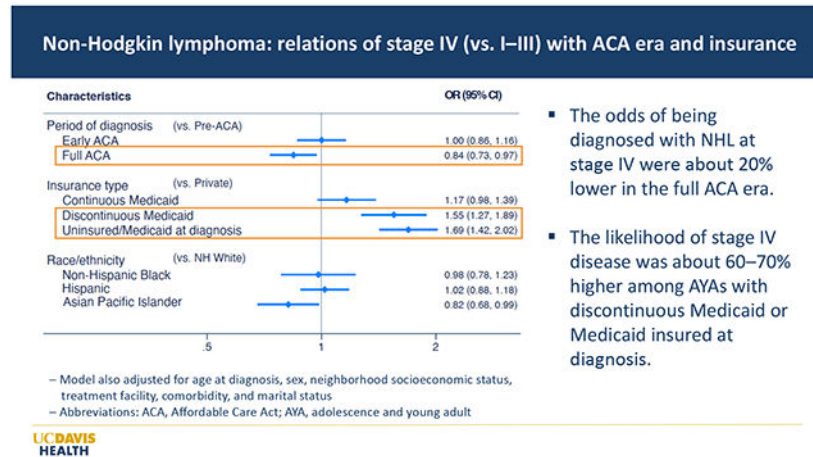 Non-Hodgkin lymphoma: relations of stage IV (vs. I–III) with ACA era and insurance
Characteristics OR (95% CI)
Period of diagnosis (vs. Pre-ACA)
Early ACA 1.00 (0.86, 1.16)
Full ACA 0.84 (0.73, 0.97)
Insurance type (vs. Private)
Continuous Medicaid 1.17 (0.98, 1.39)
Discontinuous Medicaid 1.55 (1.27, 1.89)
Uninsured/Medicaid at diagnosis 1.69 (1.42, 2.02)
Race/ethnicity (vs. NH White)
Non-Hispanic Black 0.98 (0.78, 1.23)
Hispanic 1.02 (0.88, 1.18)
Asian Pacific Islander 0.82 (0.68, 0.99)
.5 1 2
– Model also adjusted for age at diagnosis, sex, neighborhood socioeconomic status,
treatment facility, comorbidity, and marital status
– Abbreviations: ACA, Affordable Care Act; AYA, adolescence and young adult
▪ The odds of being
diagnosed with NHL at
stage IV were about 20%
lower in the full ACA era.
▪ The likelihood of stage IV
disease was about 60–70%
higher among AYAs with
discontinuous Medicaid or
Medicaid insured at
diagnosis.
UCDAVIS
HEALTH